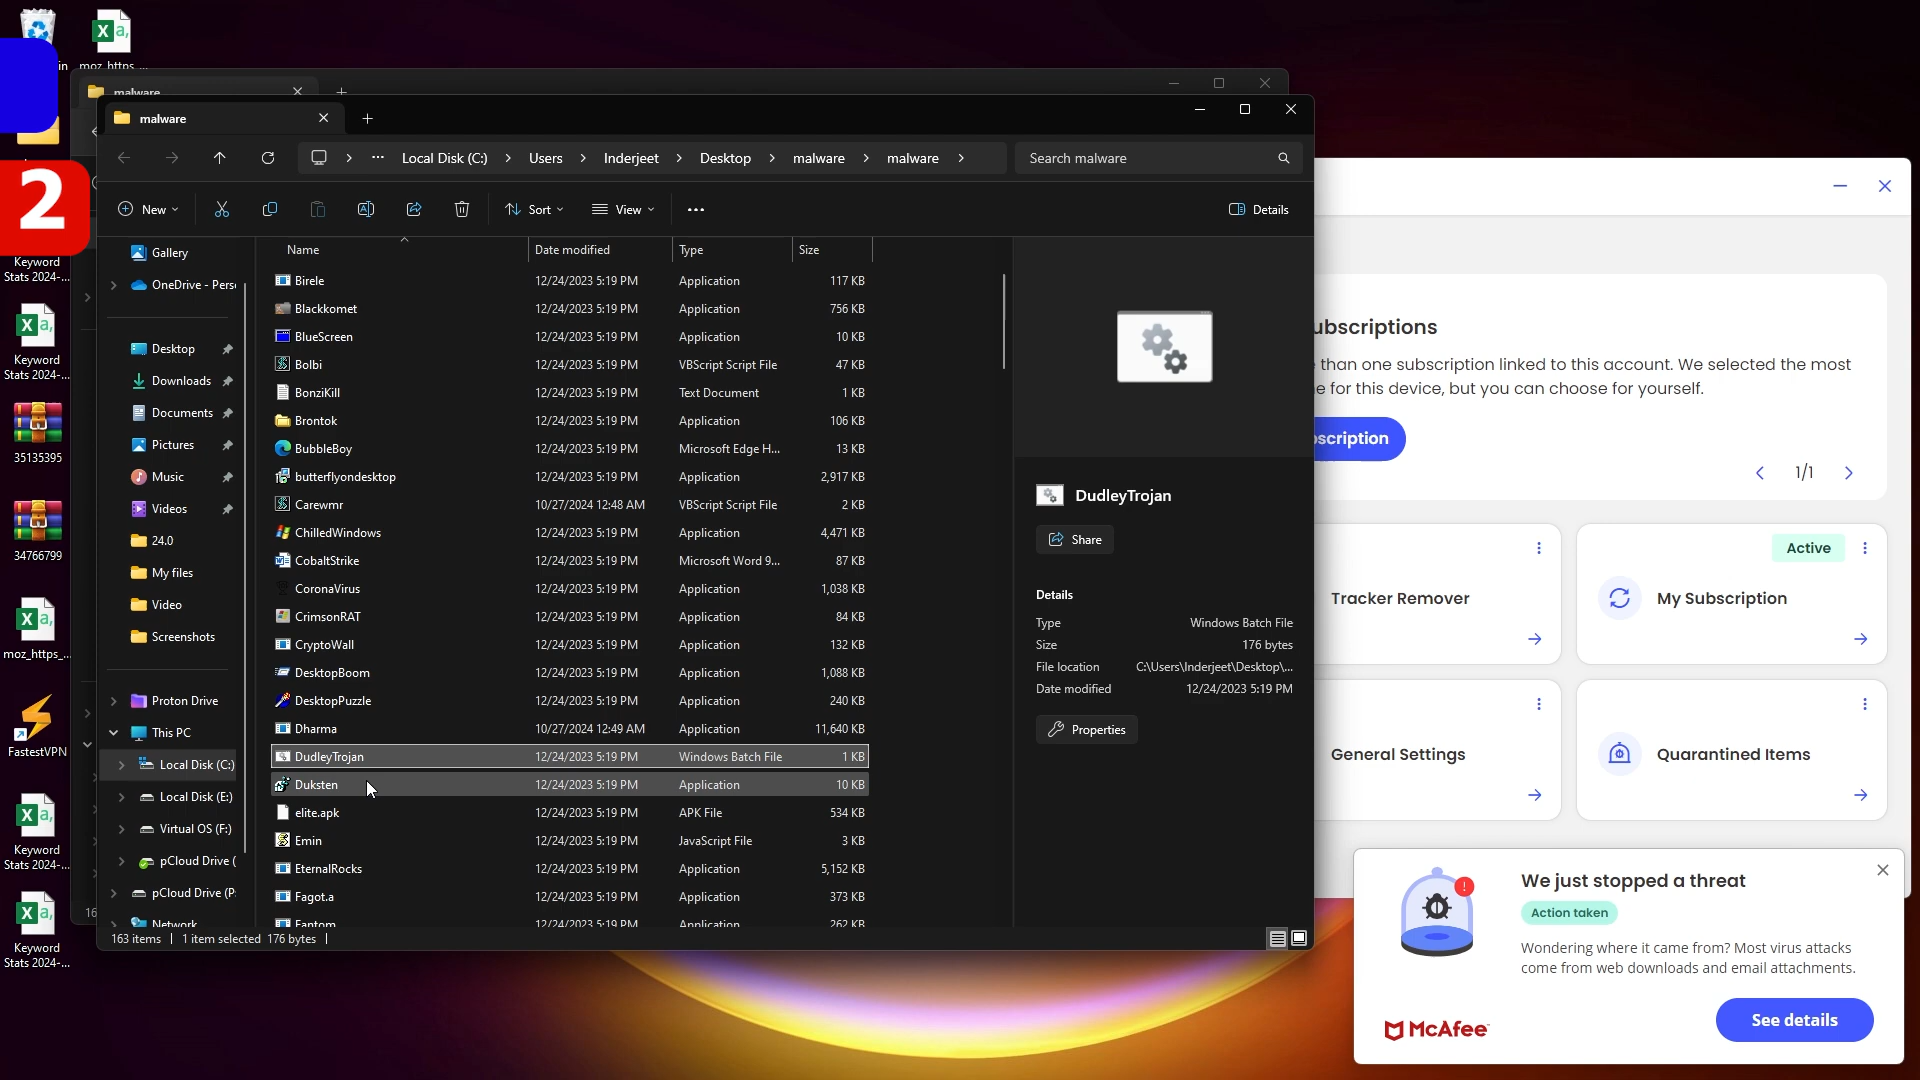 in
moz_https_...
2
Keyword
Stats 2024-...
Keyword
Stats 2024-...
35135395
34766799
moz_https_...
FastestVPN
Keyword
Stats 2024-...
Keyword
Stats 2024-...
malware
malware
Local Disk (C:) Users Inderjeet Desktop malware malware
Search malware
New Sort View Details
Gallery
OneDrive - Perso
Desktop
Downloads
Documents
Pictures
Music
Videos
24.0
My files
Video
Screenshots
Proton Drive
This PC
Local Disk (C:)
Local Disk (E:)
Virtual OS (F:)
pCloud Drive (
pCloud Drive (P:
Network
Name Date modified Type Size
Birele 12/24/2023 5:19 PM Application 117 KB
Blackkomet 12/24/2023 5:19 PM Application 756 KB
BlueScreen 12/24/2023 5:19 PM Application 10 KB
Bolbi 12/24/2023 5:19 PM VBScript Script File 47 KB
BonziKill 12/24/2023 5:19 PM Text Document 1 KB
Brontok 12/24/2023 5:19 PM Application 106 KB
BubbleBoy 12/24/2023 5:19 PM Microsoft Edge H... 13 KB
butterflyondesktop 12/24/2023 5:19 PM Application 2,917 KB
Carewmr 10/27/2024 12:48 AM VBScript Script File 2 KB
ChilledWindows 12/24/2023 5:19 PM Application 4,471 KB
CobaltStrike 12/24/2023 5:19 PM Microsoft Word 9... 87 KB
CoronaVirus 12/24/2023 5:19 PM Application 1,038 KB
CrimsonRAT 12/24/2023 5:19 PM Application 84 KB
CryptoWall 12/24/2023 5:19 PM Application 132 KB
DesktopBoom 12/24/2023 5:19 PM Application 1,088 KB
DesktopPuzzle 12/24/2023 5:19 PM Application 240 KB
Dharma 10/27/2024 12:49 AM Application 11,640 KB
DudleyTrojan 12/24/2023 5:19 PM Windows Batch File 1 KB
Duksten 12/24/2023 5:19 PM Application 10 KB
elite.apk 12/24/2023 5:19 PM APK File 534 KB
Emin 12/24/2023 5:19 PM JavaScript File 3 KB
EternalRocks 12/24/2023 5:19 PM Application 5,152 KB
Fagot.a 12/24/2023 5:19 PM Application 373 KB
Fantom 12/24/2023 5:19 PM Application 262 KB
163 items 1 item selected 176 bytes
16
DudleyTrojan
Share
Details
Type Windows Batch File
Size 176 bytes
File location C:\Users\Inderjeet\Desktop\...
Date modified 12/24/2023 5:19 PM
Properties
ubscriptions
than one subscription linked to this account. We selected the most
e for this device, but you can choose for yourself.
scription
1/1
Tracker Remover
Active
My Subscription
General Settings
Quarantined Items
We just stopped a threat
Action taken
Wondering where it came from? Most virus attacks
come from web downloads and email attachments.
McAfee
See details